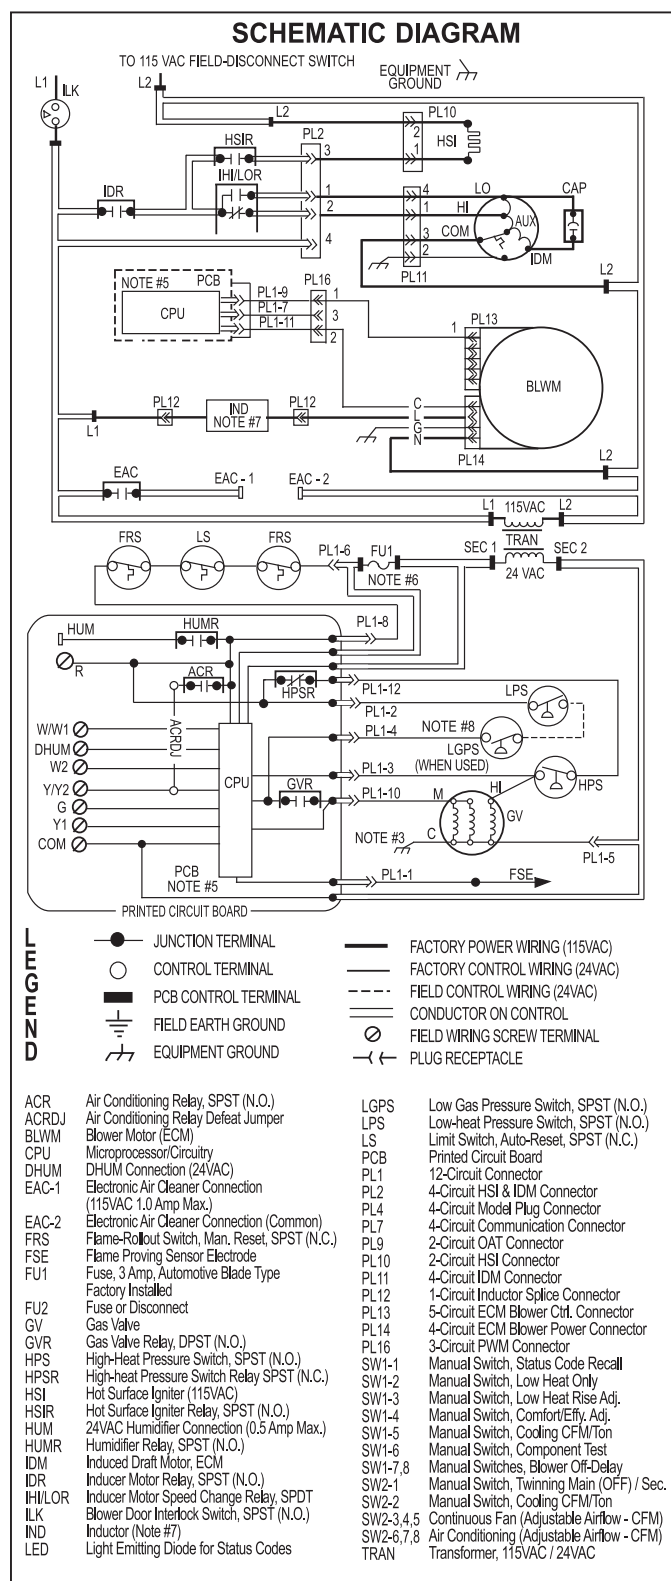 SCHEMATIC DIAGRAM
TO 115 VAC FIELD-DISCONNECT SWITCH
EQUIPMENT GROUND
L1
ILK
L2
L2
PL10
2
1
HSI
HSIR
PL2
3
IHI/LOR
IDR
1
2
4
4
LO
CAP
1
HI
AUX
COM
3
2
IDM
PL11
L2
NOTE #5
PCB
CPU
PL1-9
PL1-7
PL1-11
PL16
1
3
2
PL13
1
BLWM
PL12
IND
NOTE #7
PL12
L1
C
L
G
N
PL14
L2
EAC
EAC - 1
EAC - 2
L1
115VAC
L2
TRAN
SEC 1
24 VAC
SEC 2
FRS
LS
FRS
PL1-6
FU1
NOTE #6
HUM
HUMR
PL1-8
R
ACR
HPSR
PL1-12
PL1-2
LPS
ACRDJ
PL1-4
NOTE #8
LGPS
(WHEN USED)
W/W1
DHUM
W2
Y/Y2
G
Y1
COM
CPU
PL1-3
HPS
GVR
PL1-10
M
HI
GV
NOTE #3
C
PL1-5
PCB
NOTE #5
PL1-1
FSE
PRINTED CIRCUIT BOARD
LEGEND
JUNCTION TERMINAL
CONTROL TERMINAL
PCB CONTROL TERMINAL
FIELD EARTH GROUND
EQUIPMENT GROUND
FACTORY POWER WIRING (115VAC)
FACTORY CONTROL WIRING (24VAC)
FIELD CONTROL WIRING (24VAC)
CONDUCTOR ON CONTROL
FIELD WIRING SCREW TERMINAL
PLUG RECEPTACLE
ACR Air Conditioning Relay, SPST (N.O.)
ACRDJ Air Conditioning Relay Defeat Jumper
BLWM Blower Motor (ECM)
CPU Microprocessor/Circuitry
DHUM DHUM Connection (24VAC)
EAC-1 Electronic Air Cleaner Connection
(115VAC 1.0 Amp Max.)
EAC-2 Electronic Air Cleaner Connection (Common)
FRS Flame-Rollout Switch, Man. Reset, SPST (N.C.)
FSE Flame Proving Sensor Electrode
FU1 Fuse, 3 Amp, Automotive Blade Type
Factory Installed
FU2 Fuse or Disconnect
GV Gas Valve
GVR Gas Valve Relay, DPST (N.O.)
HPS High-Heat Pressure Switch, SPST (N.O.)
HPSR High-heat Pressure Switch Relay SPST (N.C.)
HSI Hot Surface Igniter (115VAC)
HSIR Hot Surface Igniter Relay, SPST (N.O.)
HUM 24VAC Humidifier Connection (0.5 Amp Max.)
HUMR Humidifier Relay, SPST (N.O.)
IDM Induced Draft Motor, ECM
IDR Inducer Motor Relay, SPST (N.O.)
IHI/LOR Inducer Motor Speed Change Relay, SPDT
ILK Blower Door Interlock Switch, SPST (N.O.)
IND Inductor (Note #7)
LED Light Emitting Diode for Status Codes
LGPS Low Gas Pressure Switch, SPST (N.O.)
LPS Low-heat Pressure Switch, SPST (N.O.)
LS Limit Switch, Auto-Reset, SPST (N.C.)
PCB Printed Circuit Board
PL1 12-Circuit Connector
PL2 4-Circuit HSI & IDM Connector
PL4 4-Circuit Model Plug Connector
PL7 4-Circuit Communication Connector
PL9 2-Circuit OAT Connector
PL10 2-Circuit HSI Connector
PL11 4-Circuit IDM Connector
PL12 1-Circuit Inductor Splice Connector
PL13 5-Circuit ECM Blower Ctrl. Connector
PL14 4-Circuit ECM Blower Power Connector
PL16 3-Circuit PWM Connector
SW1-1 Manual Switch, Status Code Recall
SW1-2 Manual Switch, Low Heat Only
SW1-3 Manual Switch, Low Heat Rise Adj.
SW1-4 Manual Switch, Comfort/Effy. Adj.
SW1-5 Manual Switch, Cooling CFM/Ton
SW1-6 Manual Switch, Component Test
SW1-7,8 Manual Switches, Blower Off-Delay
SW2-1 Manual Switch, Twinning Main (OFF) / Sec.
SW2-2 Manual Switch, Cooling CFM/Ton
SW2-3,4,5 Continuous Fan (Adjustable Airflow - CFM)
SW2-6,7,8 Air Conditioning (Adjustable Airflow - CFM)
TRAN Transformer, 115VAC / 24VAC